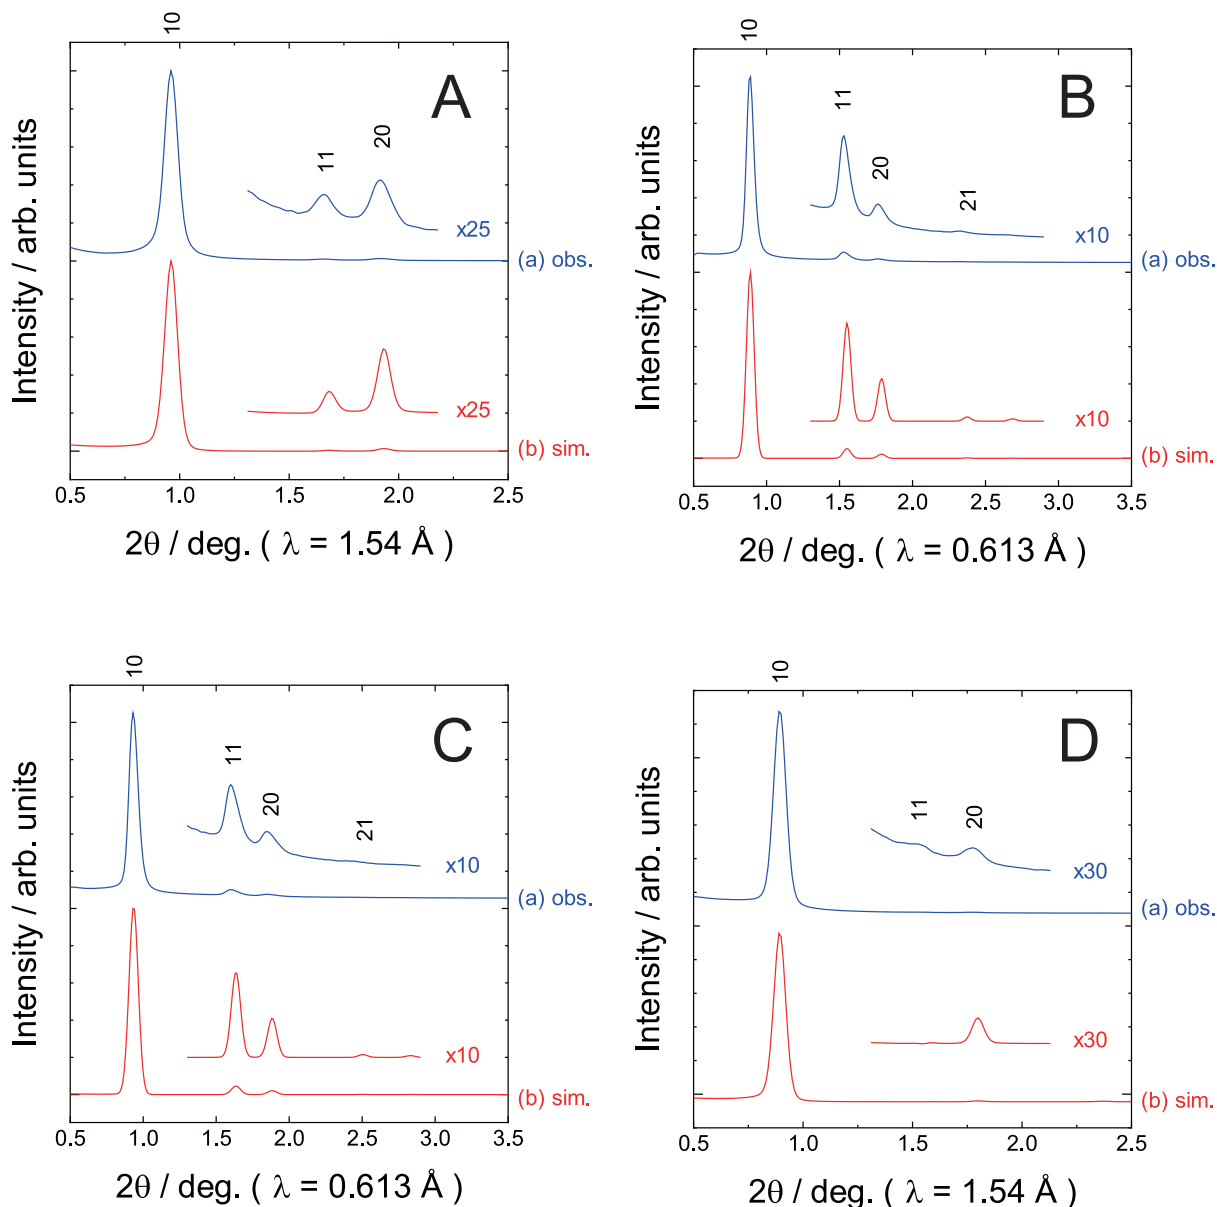 10
A
11
20
x25
(a) obs.
x25
(b) sim.
Intensity / arb. units
0.5 1.0 1.5 2.0 2.5
2θ / deg. ( λ = 1.54 Å )
10
B
11
20
21
x10
(a) obs.
x10
(b) sim.
Intensity / arb. units
0.5 1.0 1.5 2.0 2.5 3.0 3.5
2θ / deg. ( λ = 0.613 Å )
10
C
11
20
21
x10
(a) obs.
x10
(b) sim.
Intensity / arb. units
0.5 1.0 1.5 2.0 2.5 3.0 3.5
2θ / deg. ( λ = 0.613 Å )
10
D
11
20
x30
(a) obs.
x30
(b) sim.
Intensity / arb. units
0.5 1.0 1.5 2.0 2.5
2θ / deg. ( λ = 1.54 Å )